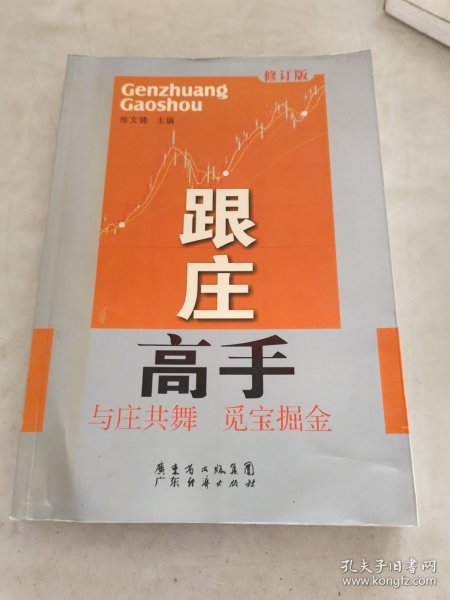 Genzhuang
Gaoshou
修订版
徐文锋 主编
跟
庄
高手
与庄共舞 觅宝掘金
广东省出版集团
广东经济出版社
孔夫子旧书网
www.kongfz.com